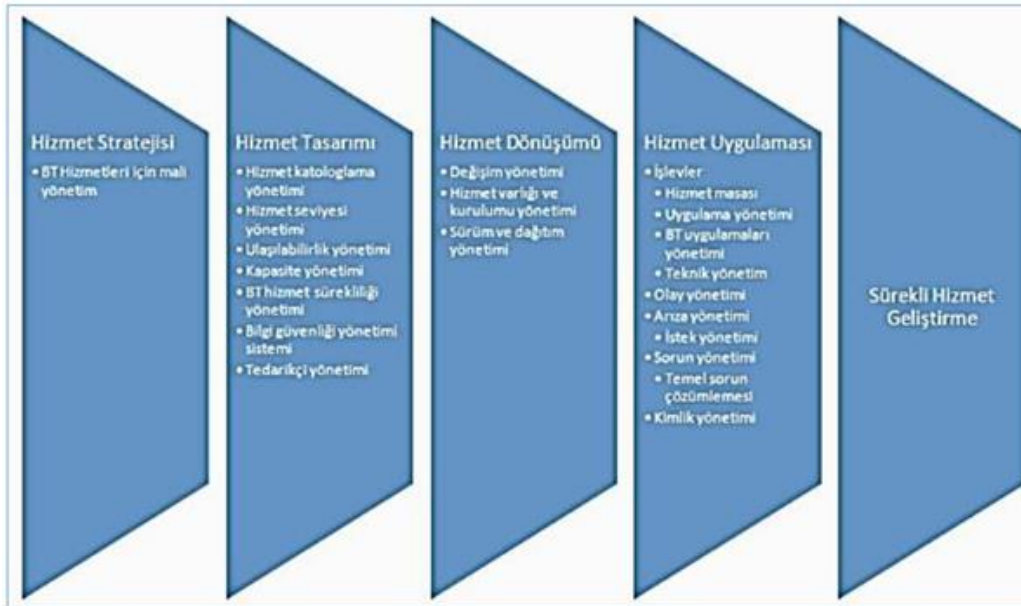 Hizmet Stratejisi
• BT Hizmetleri için mali
yönetim
Hizmet Tasarımı
• Hizmet katologlama
yönetimi
• Hizmet seviyesi
yönetimi
• Ulaşılabilirlik yönetimi
• Kapasite yönetimi
• BT hizmet sürekliliği
yönetimi
• Bilgi güvenliği yönetimi
sistemi
• Tedarikçi yönetimi
Hizmet Dönüşümü
• Değişim yönetimi
• Hizmet varlığı ve
kurulumu yönetimi
• Sürüm ve dağıtım
yönetimi
Hizmet Uygulaması
• İşlevler
• Hizmet masası
• Uygulama yönetimi
• BT uygulamaları
yönetimi
• Teknik yönetim
• Olay yönetimi
• Arıza yönetimi
• İstek yönetimi
• Sorun yönetimi
• Temel sorun
çözümlemesi
• Kimlik yönetimi
Sürekli Hizmet
Geliştirme